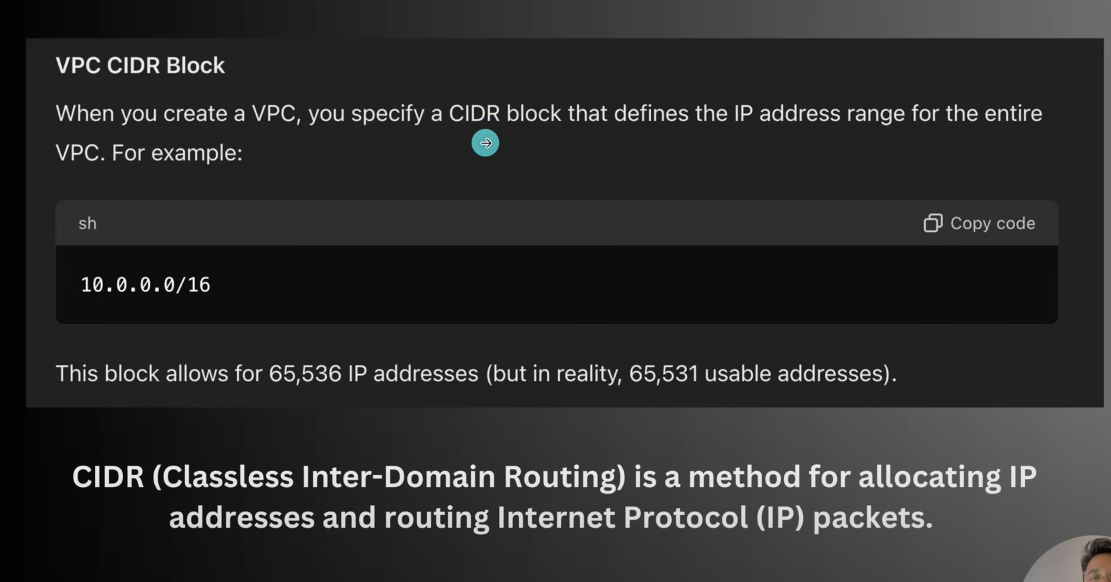 VPC CIDR Block
When you create a VPC, you specify a CIDR block that defines the IP address range for the entire
VPC. For example:
sh
Copy code
10.0.0.0/16
This block allows for 65,536 IP addresses (but in reality, 65,531 usable addresses).
CIDR (Classless Inter-Domain Routing) is a method for allocating IP
addresses and routing Internet Protocol (IP) packets.